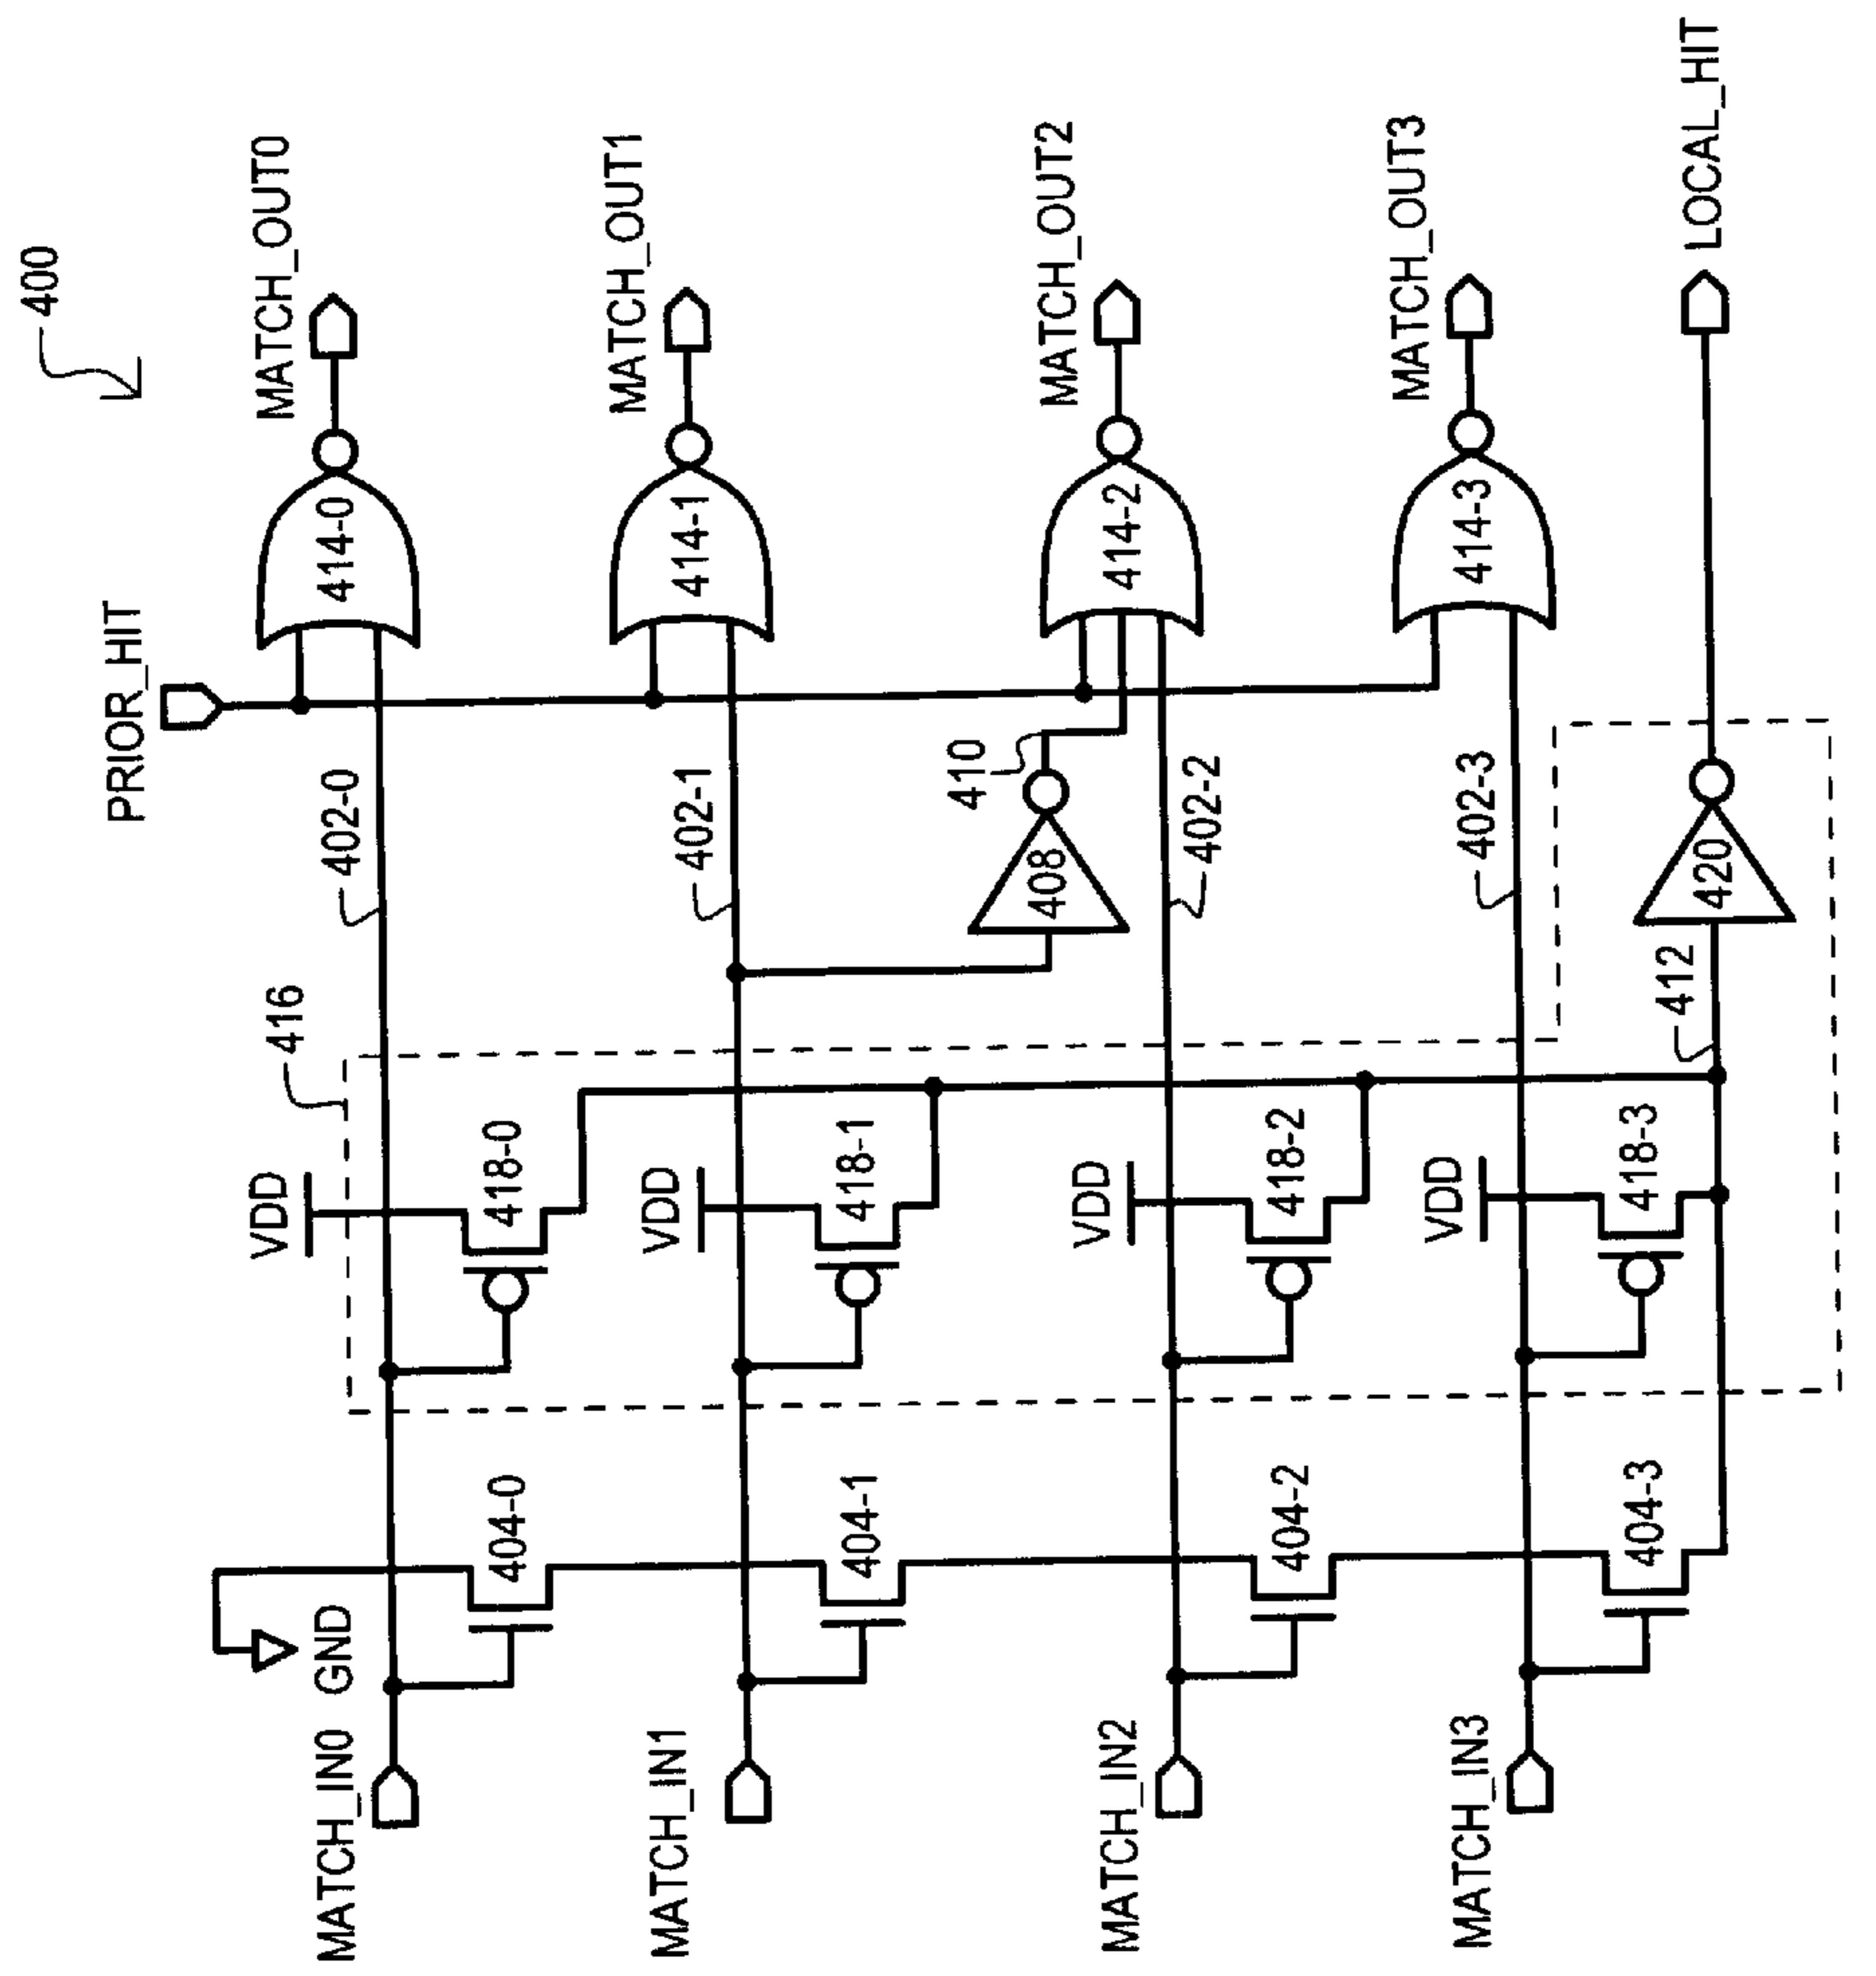 400
PRIOR_HIT
MATCH_OUT0
414-0
402-0
416
VDD
418-0
404-0
GND
MATCH_IN0
MATCH_OUT1
414-1
402-1
VDD
418-1
404-1
MATCH_IN1
410
408
MATCH_OUT2
414-2
402-2
VDD
418-2
404-2
MATCH_IN2
MATCH_OUT3
414-3
402-3
VDD
418-3
404-3
MATCH_IN3
LOCAL_HIT
420
412